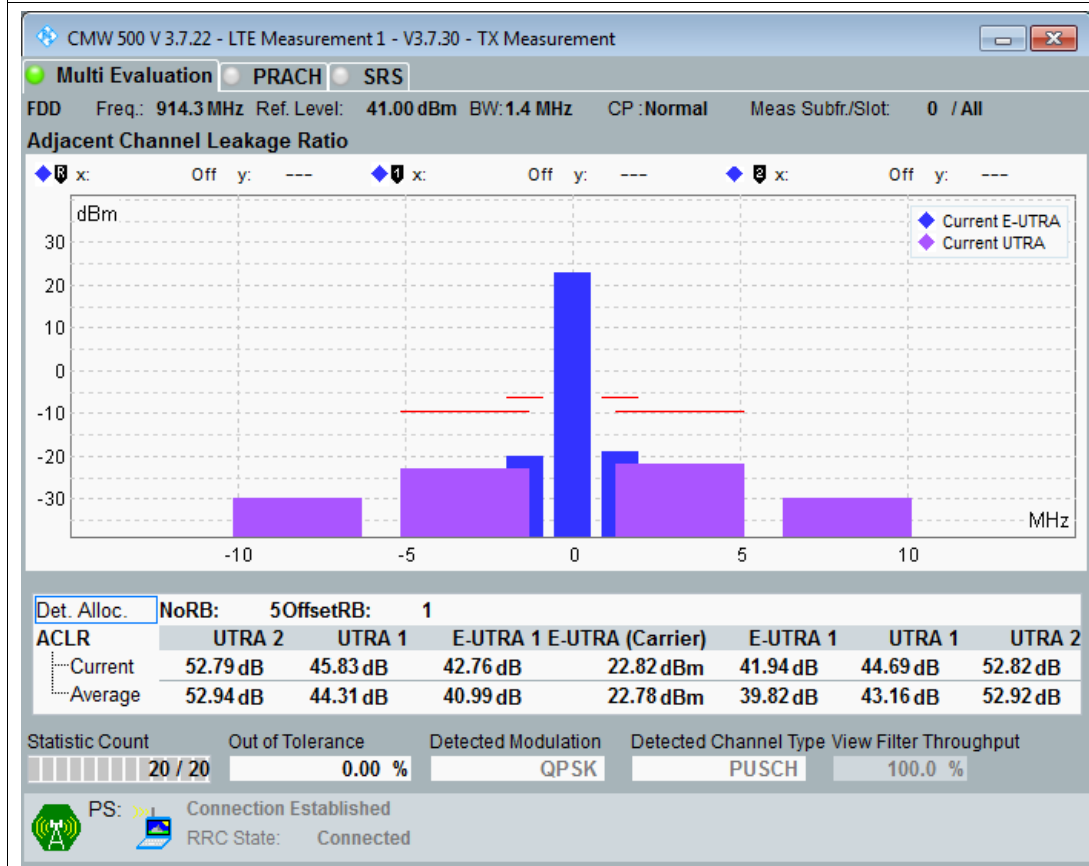 CMW 500 V 3.7.22 - LTE Measurement 1 - V3.7.30 - TX Measurement
Multi Evaluation PRACH SRS
FDD Freq.: 914.3 MHz Ref. Level: 41.00 dBm BW: 1.4 MHz CP : Normal Meas Subfr./Slot: 0 / All
Adjacent Channel Leakage Ratio
R x: Off y: --- 1 x: Off y: --- 2 x: Off y: ---
dBm
Current E-UTRA
Current UTRA
30
20
10
0
-10
-20
-30
MHz
-10 -5 0 5 10
Det. Alloc. NoRB: 5 OffsetRB: 1
ACLR UTRA 2 UTRA 1 E-UTRA 1 E-UTRA (Carrier) E-UTRA 1 UTRA 1 UTRA 2
Current 52.79 dB 45.83 dB 42.76 dB 22.82 dBm 41.94 dB 44.69 dB 52.82 dB
Average 52.94 dB 44.31 dB 40.99 dB 22.78 dBm 39.82 dB 43.16 dB 52.92 dB
Statistic Count Out of Tolerance Detected Modulation Detected Channel Type View Filter Throughput
20 / 20 0.00 % QPSK PUSCH 100.0 %
PS: Connection Established
RRC State: Connected